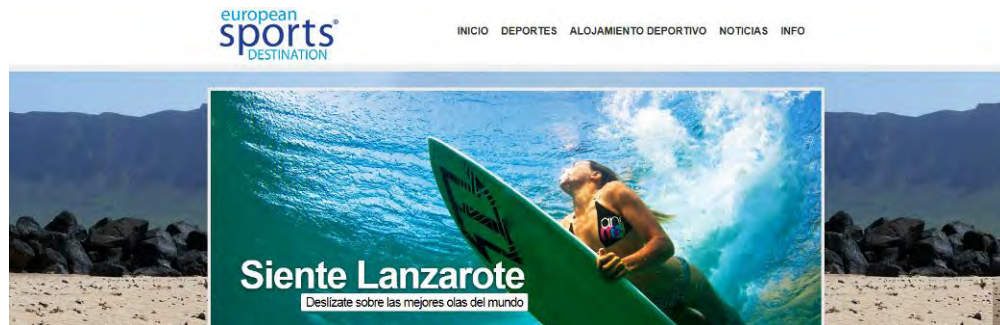 european
sports®
DESTINATION
INICIO DEPORTES ALOJAMIENTO DEPORTIVO NOTICIAS INFO
Siente Lanzarote
Deslízate sobre las mejores olas del mundo